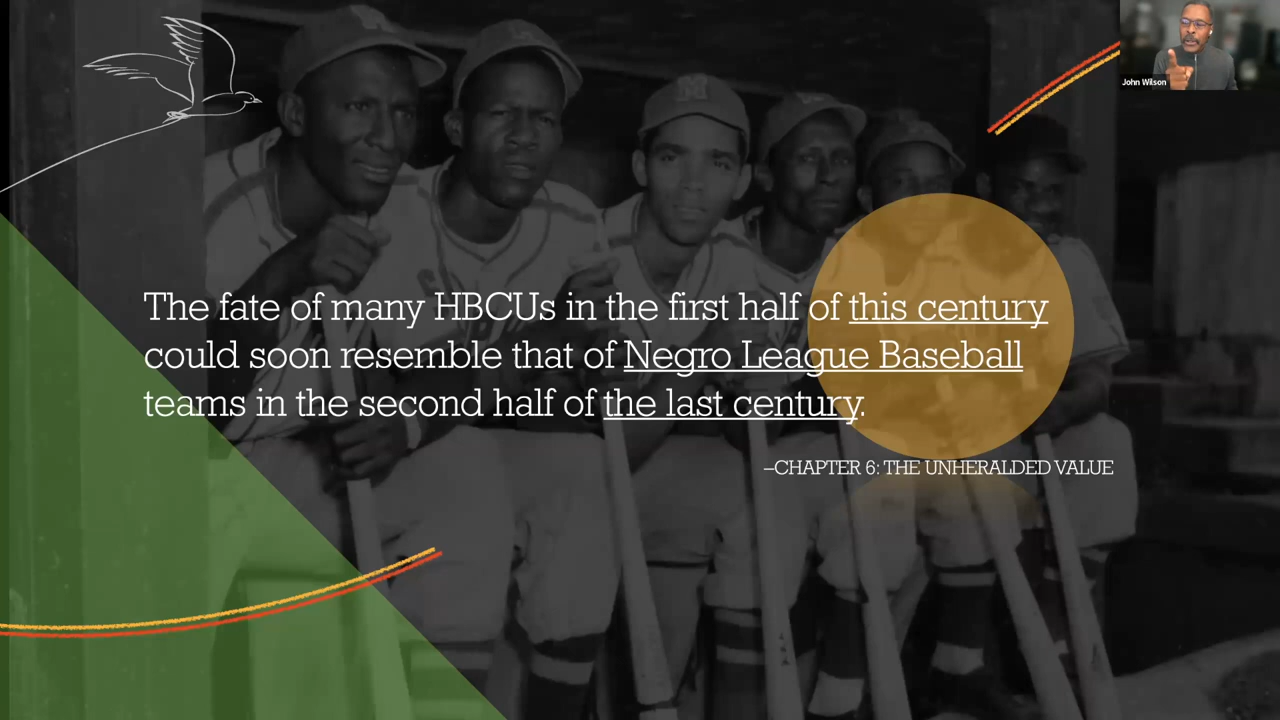 John Wilson
The fate of many HBCUs in the first half of this century
could soon resemble that of Negro League Baseball
teams in the second half of the last century.
–CHAPTER 6: THE UNHERALDED VALUE